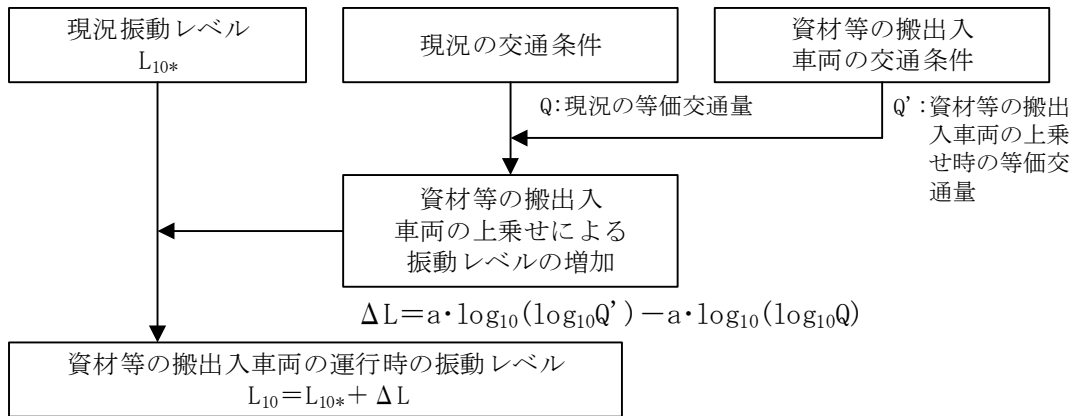 現況振動レベル
L10*
現況の交通条件
資材等の搬出入
車両の交通条件
Q:現況の等価交通量
Q’:資材等の搬出
入車両の上乗
せ時の等価交
通量
資材等の搬出入
車両の上乗せによる
振動レベルの増加
ΔL=a・log10(log10Q’)－a・log10(log10Q)
資材等の搬出入車両の運行時の振動レベル
L10=L10*+ΔL